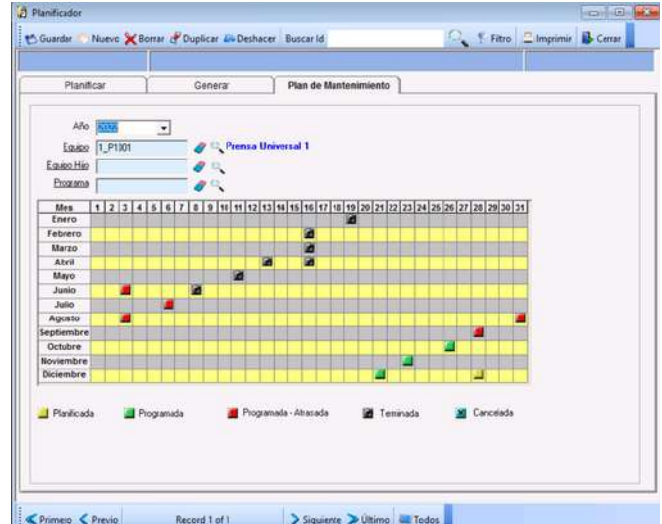 Planificador
Guardar Nuevo Borrar Duplicar Deshacer Buscar Id Filtro Imprimir Cerrar
Planificar Generar Plan de Mantenimiento
Año 2022
Equipo 1_P1001 Prensa Universal 1
Equipo Hijo
Programa
Mes 1 2 3 4 5 6 7 8 9 10 11 12 13 14 15 16 17 18 19 20 21 22 23 24 25 26 27 28 29 30 31
Enero
Febrero
Marzo
Abril
Mayo
Junio
Julio
Agosto
Septiembre
Octubre
Noviembre
Diciembre
Planificada Programada Programada - Atrasada Teminada Cancelada
Primero Previo Record 1 of 1 Siguiente Último Todos